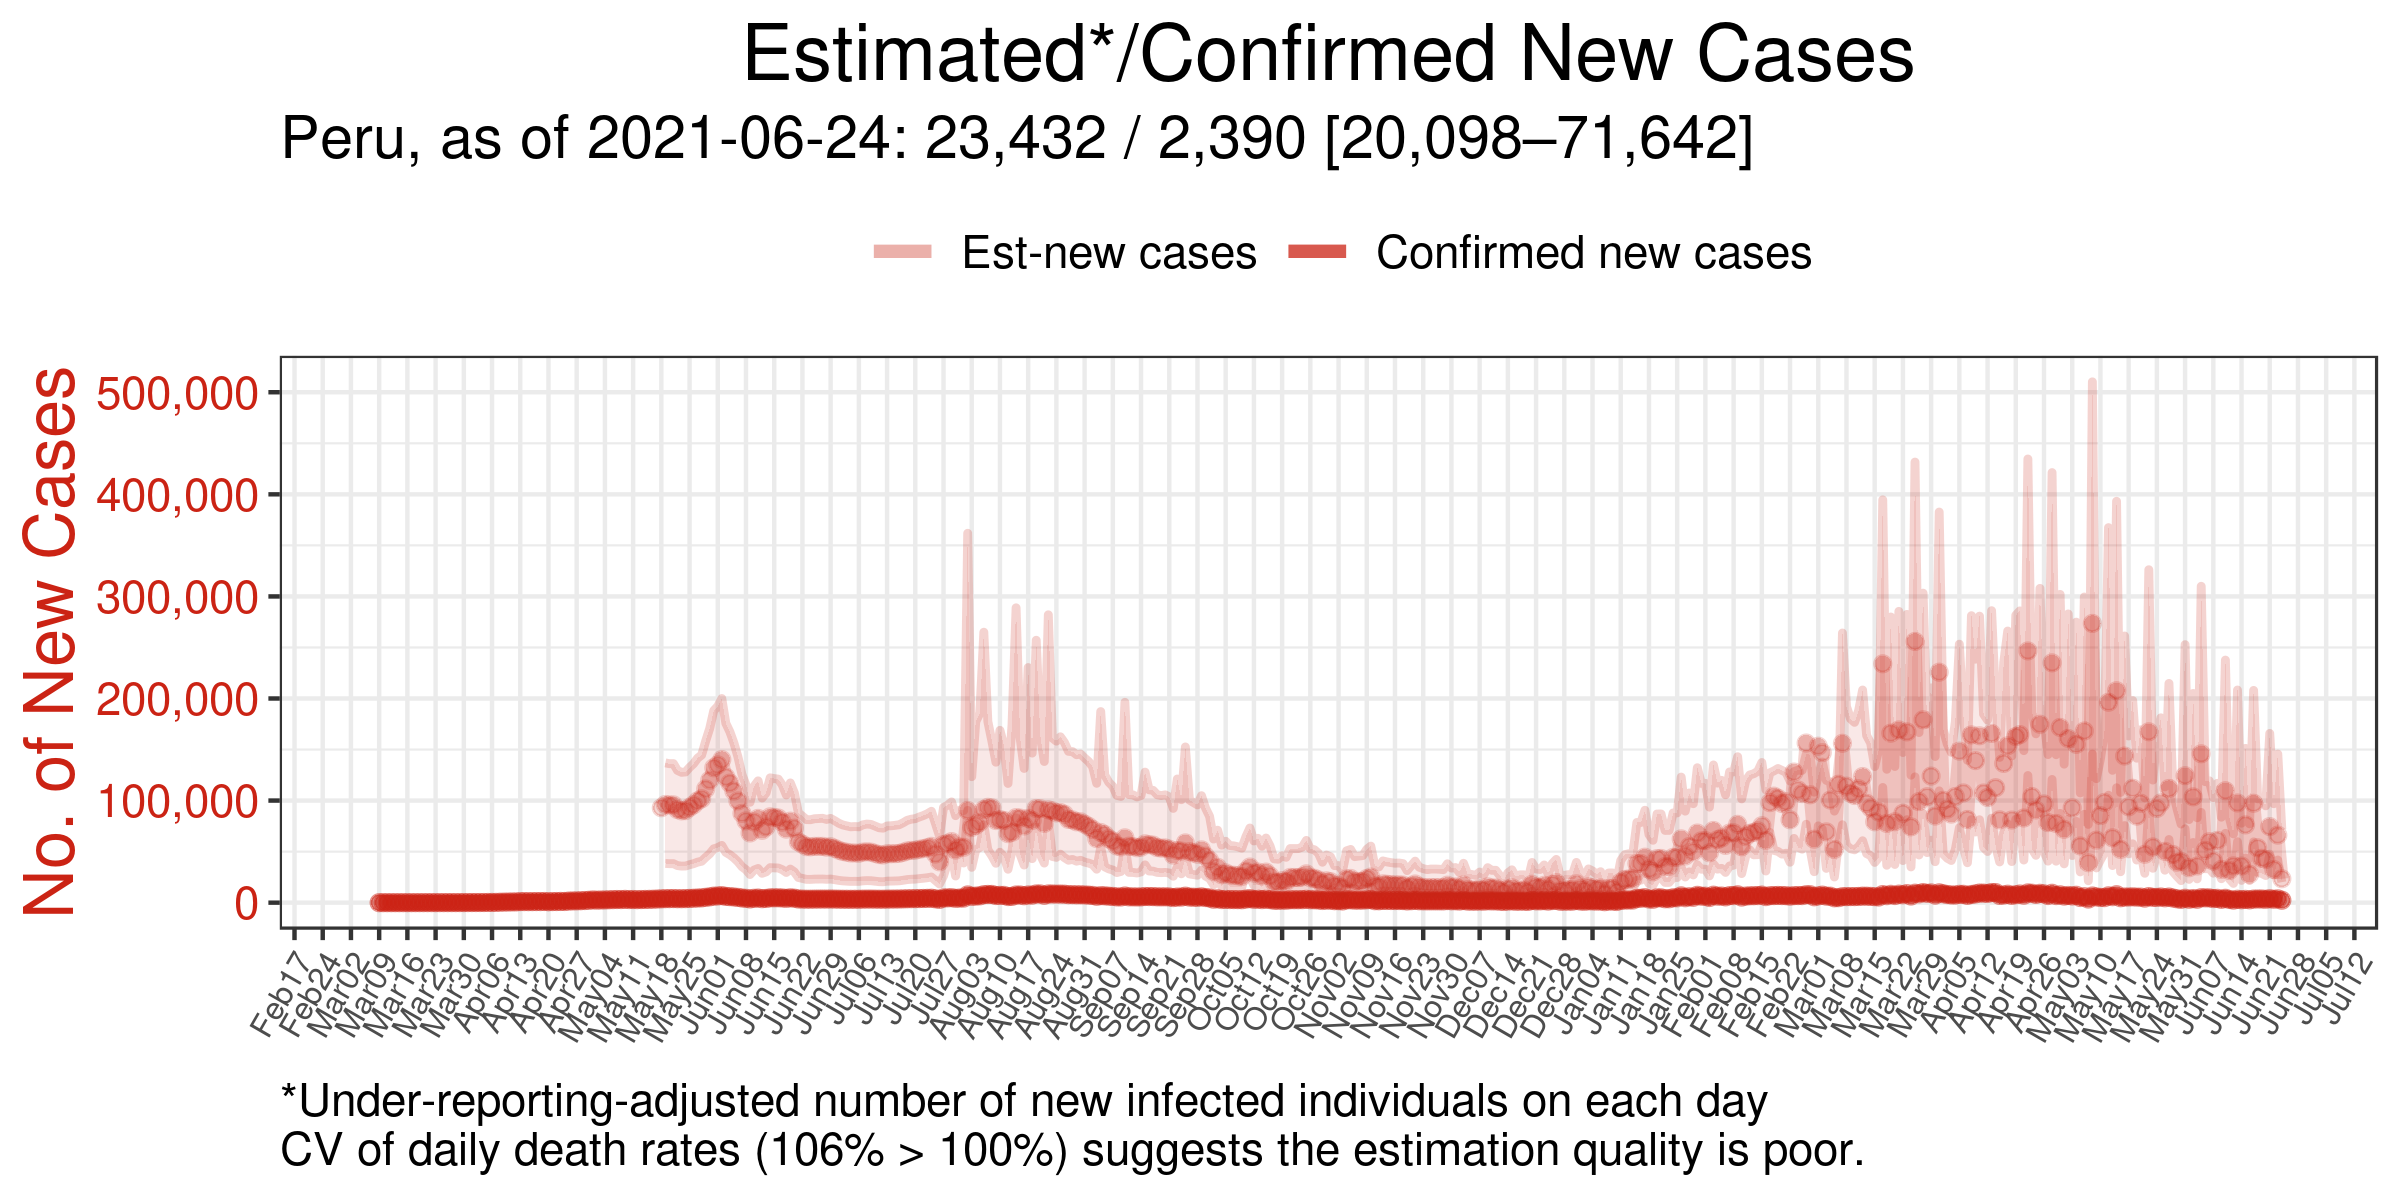 Estimated*/Confirmed New Cases
Peru, as of 2021-06-24: 23,432 / 2,390 [20,098–71,642]
Est-new cases Confirmed new cases
No. of New Cases
500,000
400,000
300,000
200,000
100,000
0
Feb17 Feb24 Mar02 Mar09 Mar16 Mar23 Mar30 Apr06 Apr13 Apr20 Apr27 May04 May11 May18 May25 Jun01 Jun08 Jun15 Jun22 Jun29 Jul06 Jul13 Jul20 Jul27 Aug03 Aug10 Aug17 Aug24 Aug31 Sep07 Sep14 Sep21 Sep28 Oct05 Oct12 Oct19 Oct26 Nov02 Nov09 Nov16 Nov23 Nov30 Dec07 Dec14 Dec21 Dec28 Jan04 Jan11 Jan18 Jan25 Feb01 Feb08 Feb15 Feb22 Mar01 Mar08 Mar15 Mar22 Mar29 Apr05 Apr12 Apr19 Apr26 May03 May10 May17 May24 May31 Jun07 Jun14 Jun21 Jun28 Jul05 Jul12
*Under-reporting-adjusted number of new infected individuals on each day
CV of daily death rates (106% > 100%) suggests the estimation quality is poor.